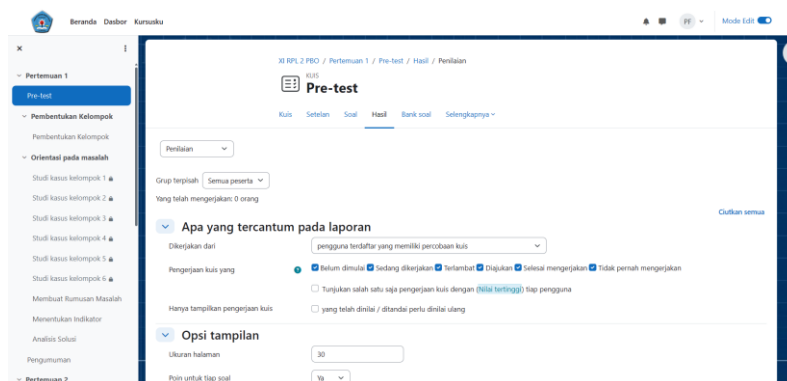 Beranda Dasbor Kursusku
FF
Mode Edit
Pertemuan 1
Pre-test
Pembentukan Kelompok
Pembentukan Kelompok
Orientasi pada masalah
Studi kasus kelompok 1
Studi kasus kelompok 2
Studi kasus kelompok 3
Studi kasus kelompok 4
Studi kasus kelompok 5
Studi kasus kelompok 6
Membuat Rumusan Masalah
Menentukan Indikator
Analisis Solusi
Pengumuman
Pertemuan 2
XI RPL 2 PBO / Pertemuan 1 / Pre-test / Hasil / Penilaian
KUIS
Pre-test
Kuis Setelan Soal Hasil Bank soal Selengkapnya
Penilaian
Grup terpisah Semua peserta
Yang telah mengerjakan: 0 orang
Ciutkan semua
Apa yang tercantum pada laporan
Dikerjakan dari pengguna terdaftar yang memiliki percobaan kuis
Pengerjaan kuis yang Belum dimulai Sedang dikerjakan Terlambat Diajukan Selesai mengerjakan Tidak pernah mengerjakan
Tunjukan salah satu saja pengerjaan kuis dengan (Nilai tertinggi) tiap pengguna
Hanya tampilkan pengerjaan kuis yang telah dinilai / ditandai perlu dinilai ulang
Opsi tampilan
Ukuran halaman 30
Poin untuk tiap soal Ya